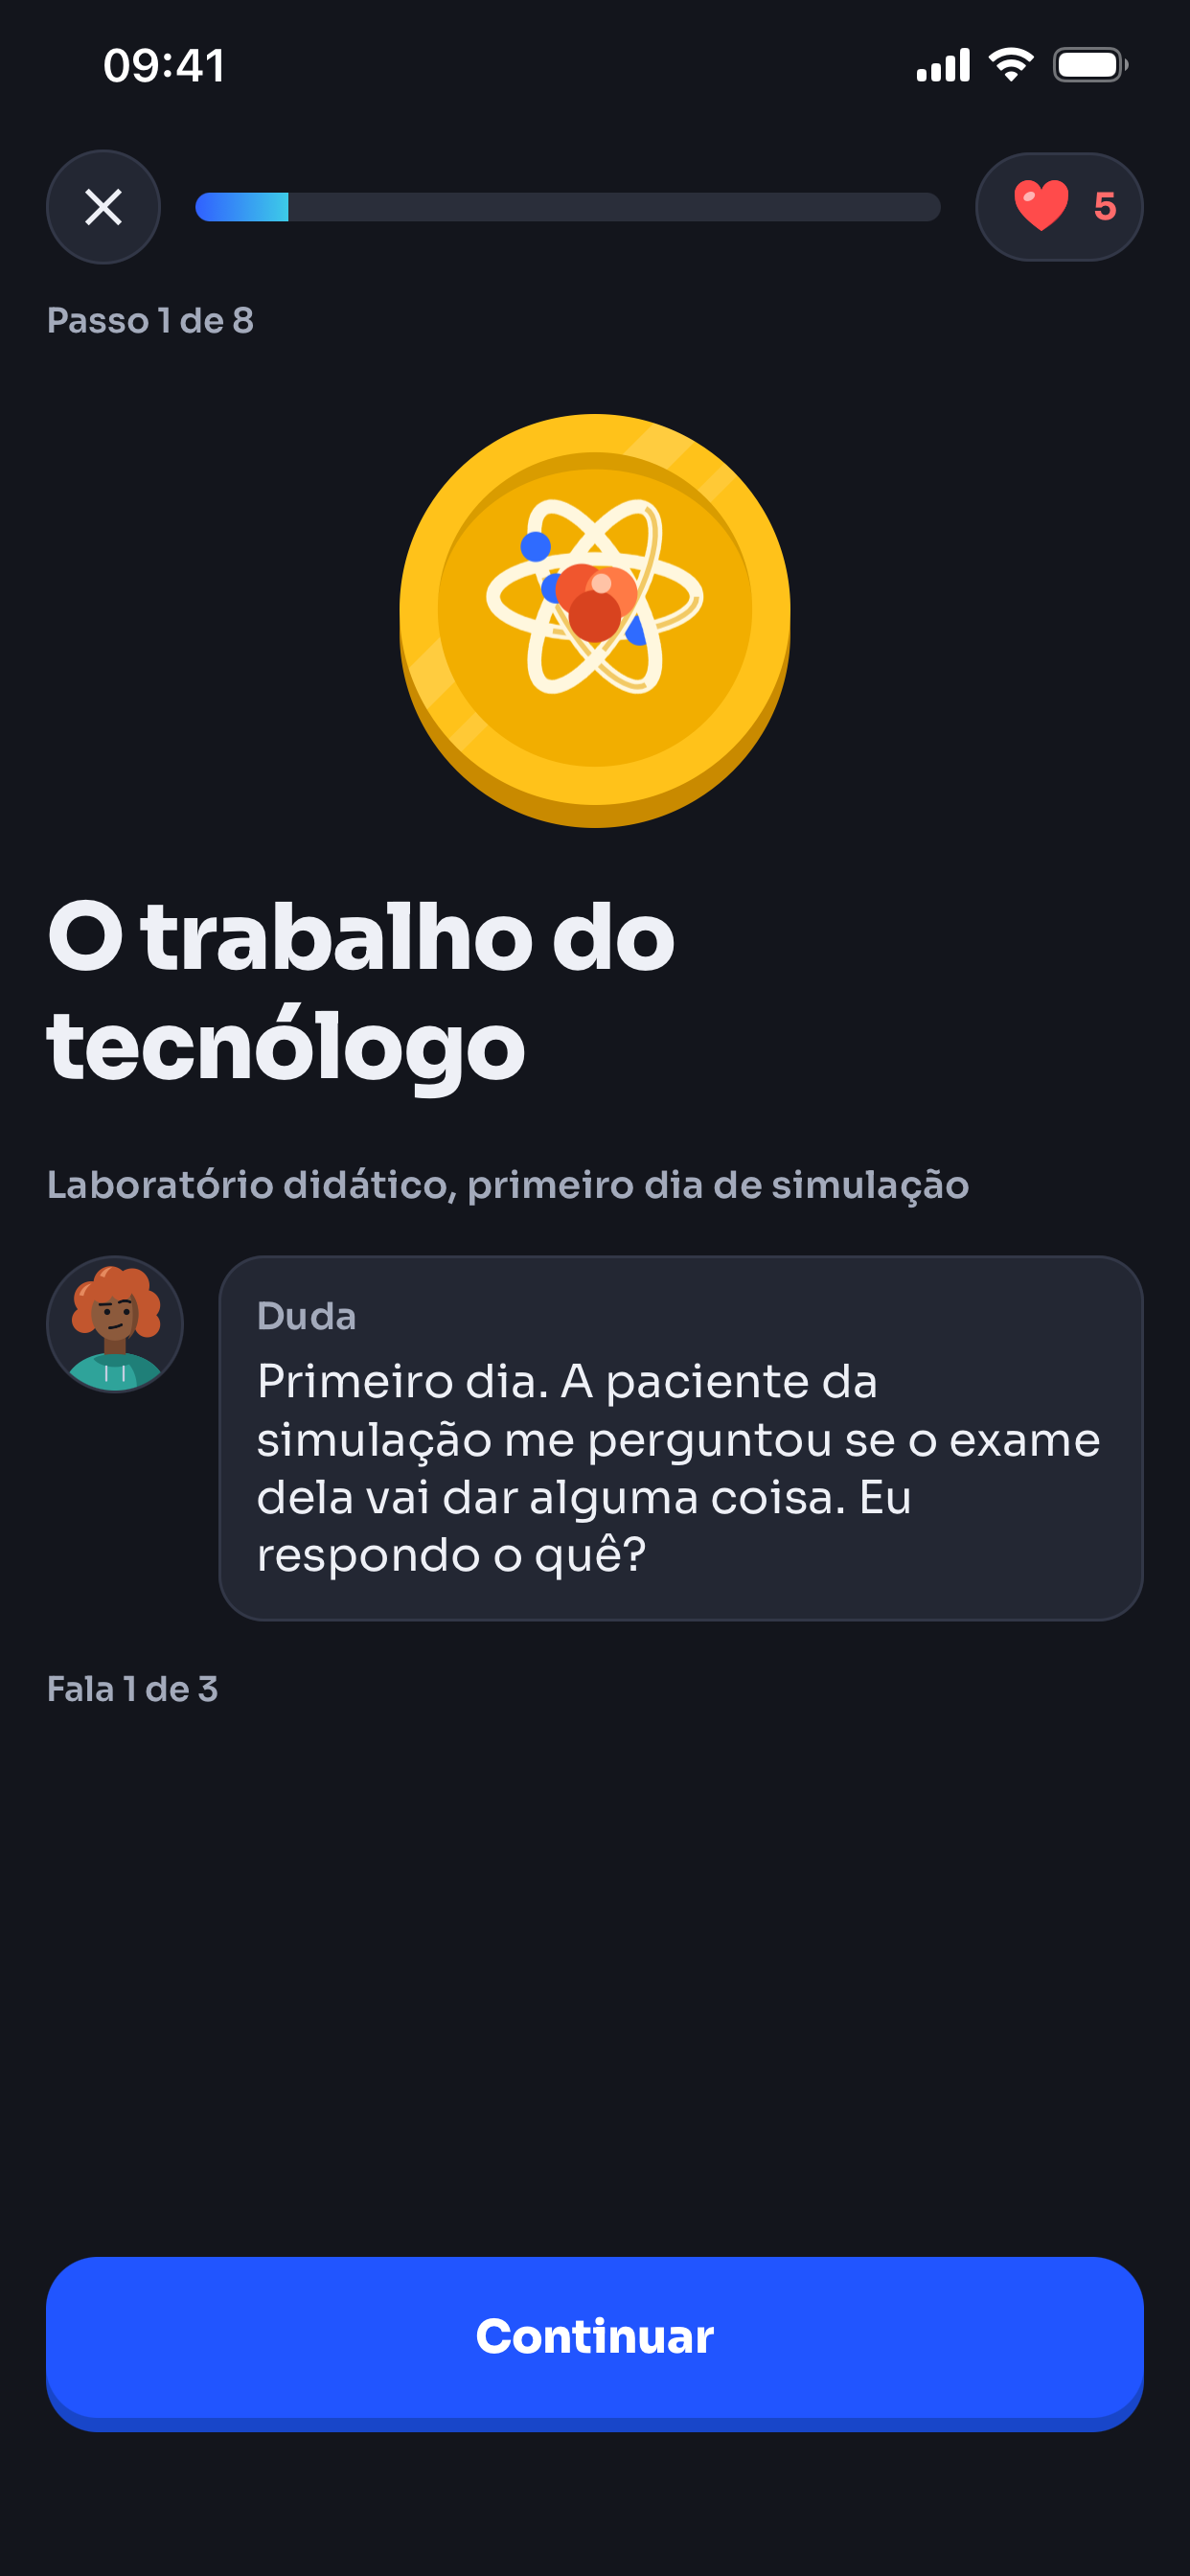 09:41
5
Passo 1 de 8
O trabalho do
tecnólogo
Laboratório didático, primeiro dia de simulação
Duda
Primeiro dia. A paciente da
simulação me perguntou se o exame
dela vai dar alguma coisa. Eu
respondo o quê?
Fala 1 de 3
Continuar